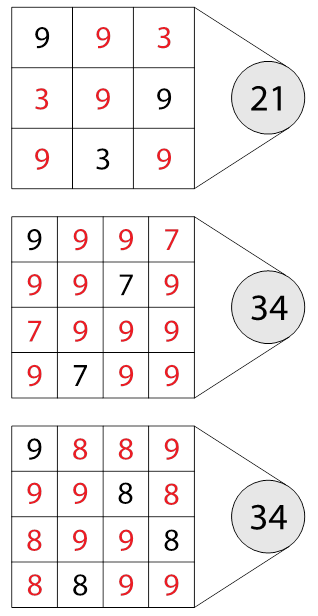 9 9 3
3 9 9
9 3 9
21
9 9 9 7
9 9 7 9
7 9 9 9
9 7 9 9
34
9 8 8 9
9 9 8 8
8 9 9 8
8 8 9 9
34